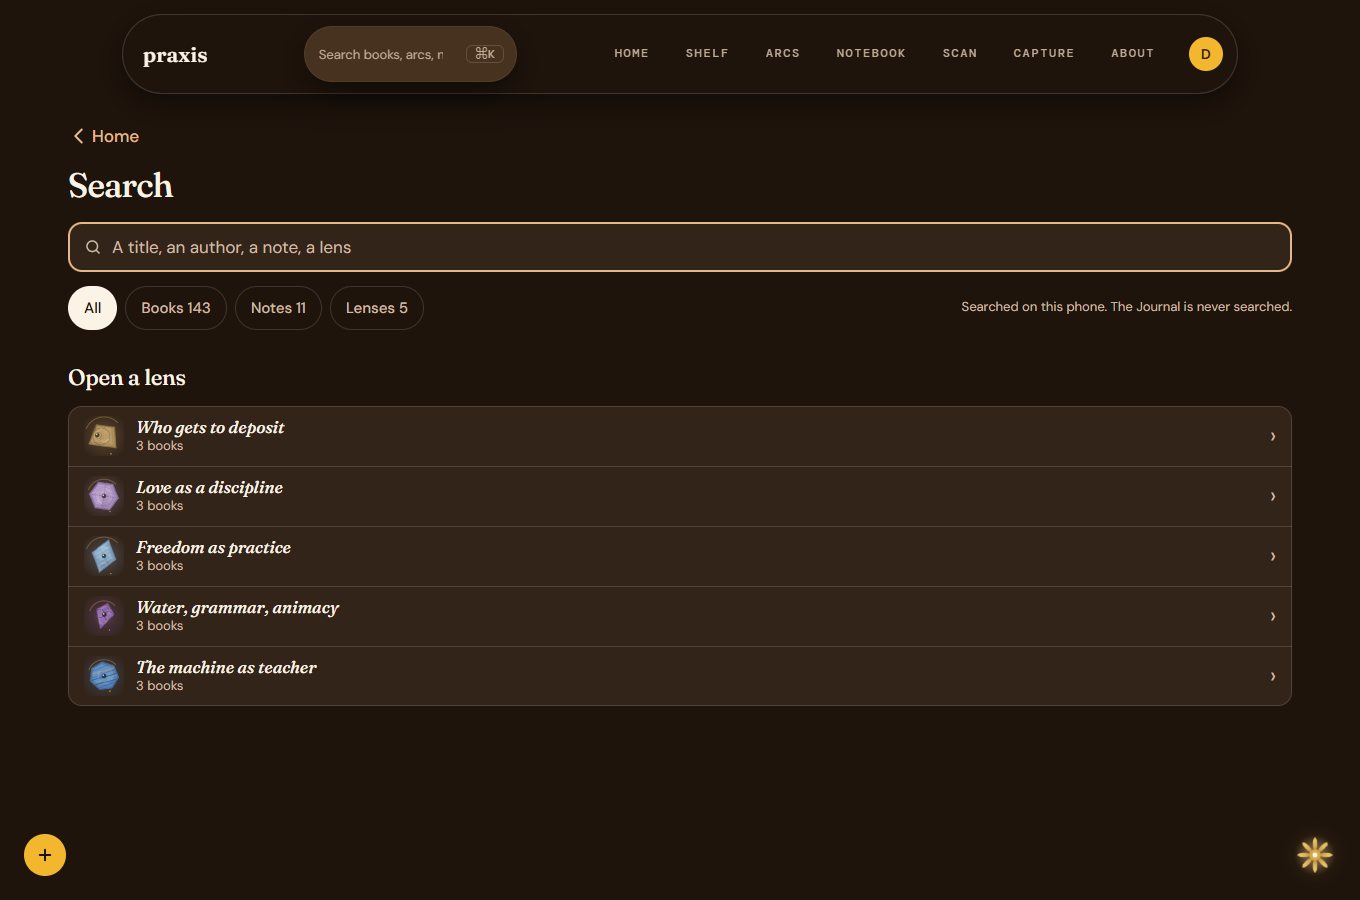 praxis
Search books, arcs, n
⌘K
HOME
SHELF
ARCS
NOTEBOOK
SCAN
CAPTURE
ABOUT
D
Home
Search
A title, an author, a note, a lens
All
Books 143
Notes 11
Lenses 5
Searched on this phone. The Journal is never searched.
Open a lens
Who gets to deposit
3 books
Love as a discipline
3 books
Freedom as practice
3 books
Water, grammar, animacy
3 books
The machine as teacher
3 books